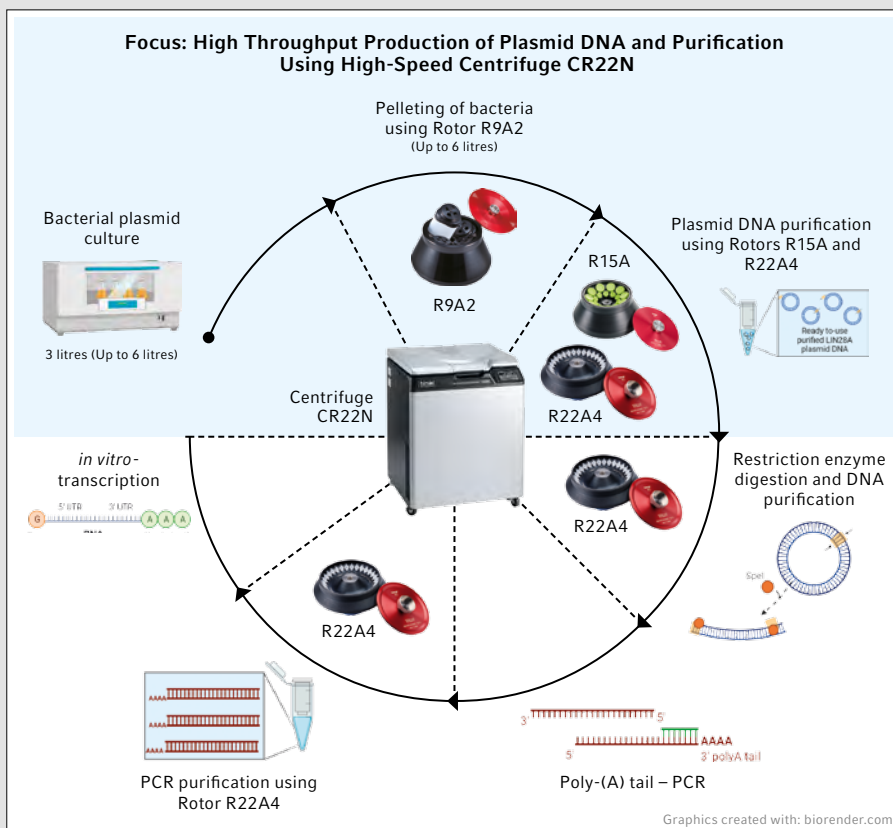 Focus: High Throughput Production of Plasmid DNA and Purification
Using High-Speed Centrifuge CR22N
Pelleting of bacteria
using Rotor R9A2
(Up to 6 litres)
Bacterial plasmid
culture
3 litres (Up to 6 litres)
R9A2
R15A
R22A4
Plasmid DNA purification
using Rotors R15A and
R22A4
Ready to-use
purified LIN28A
plasmid DNA
Centrifuge
CR22N
in vitro-
transcription
5' UTR 3' UTR
G A A A
R22A4
Restriction enzyme
digestion and DNA
purification
SpeI
R22A4
AAAA
AAAA
AAAA
PCR purification using
Rotor R22A4
3' 5'
5' AAAA
3' polyA tail
Poly-(A) tail – PCR
Graphics created with: biorender.com